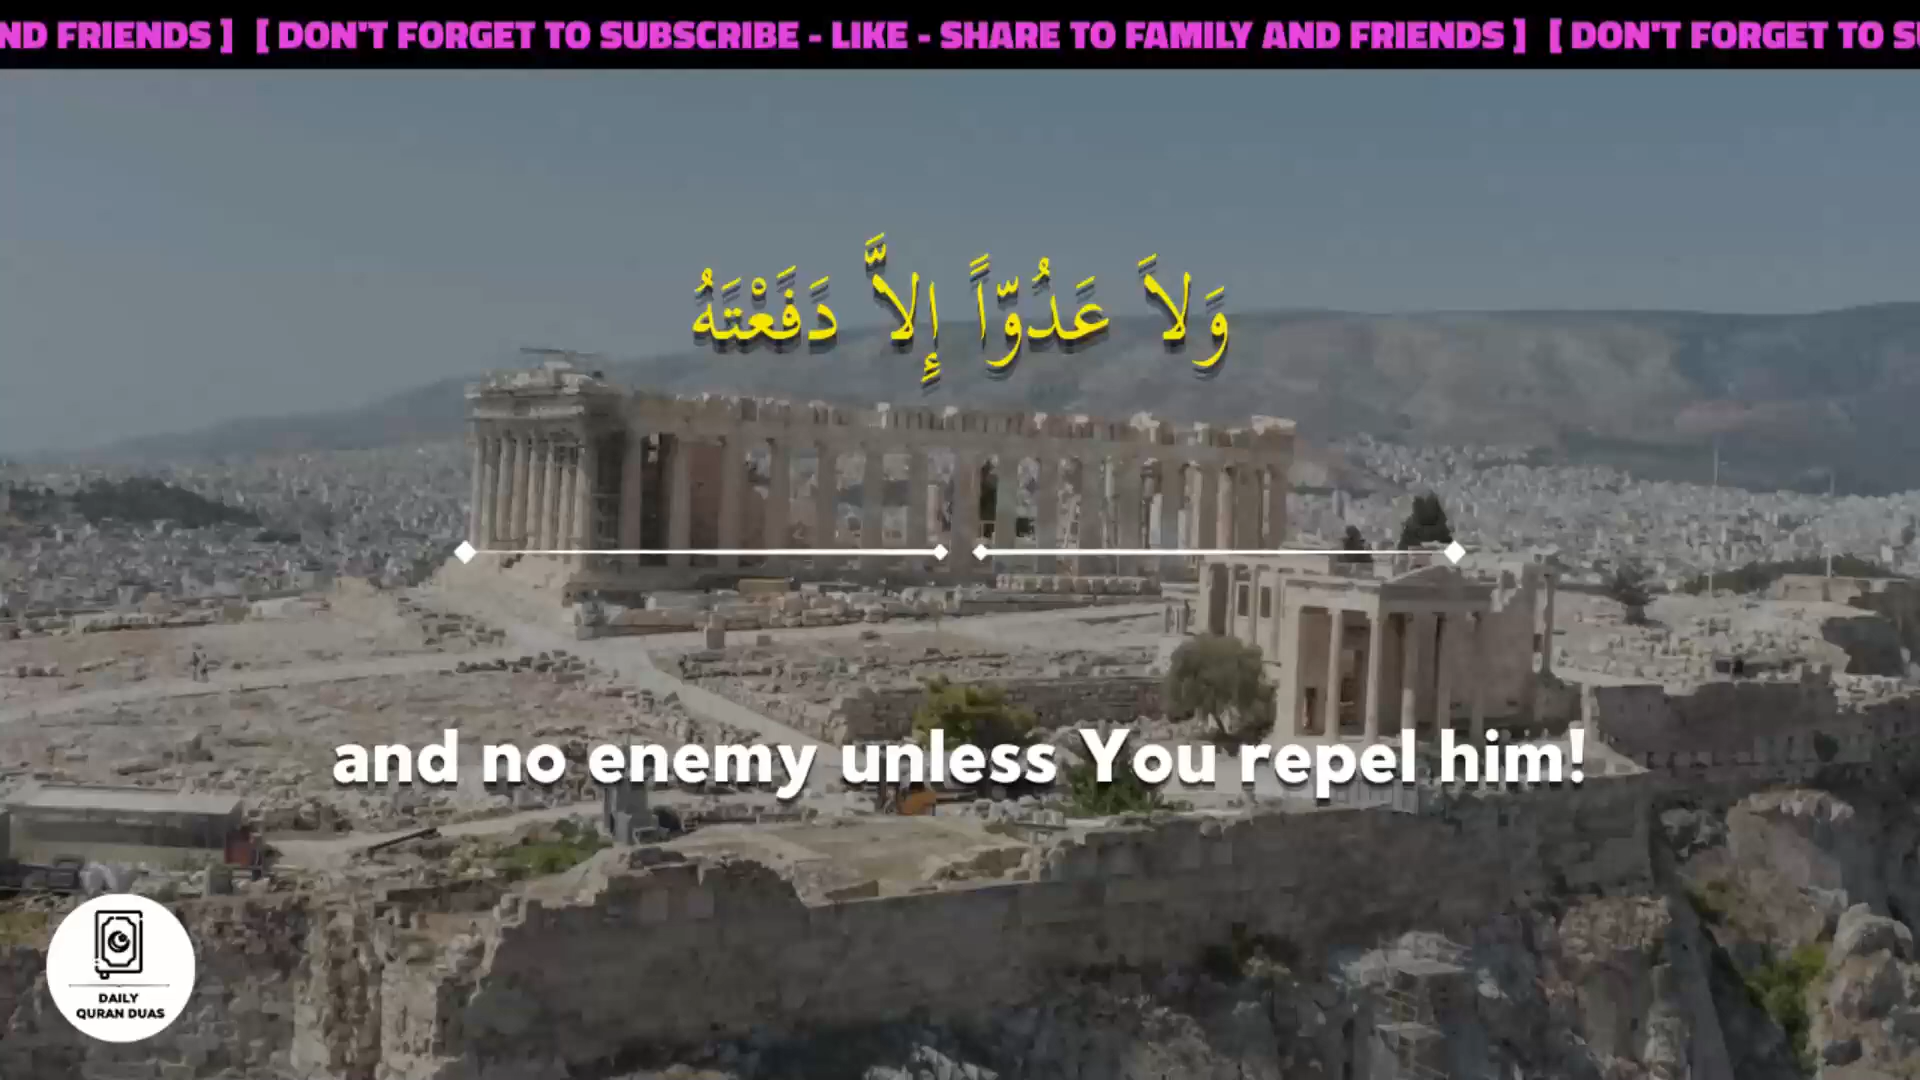 ND FRIENDS ] [ DON'T FORGET TO SUBSCRIBE - LIKE - SHARE TO FAMILY AND FRIENDS ] [ DON'T FORGET TO SU
وَلاَ عَدُوّاً إِلاَّ دَفَعْتَهُ
and no enemy unless You repel him!
DAILY
QURAN DUAS